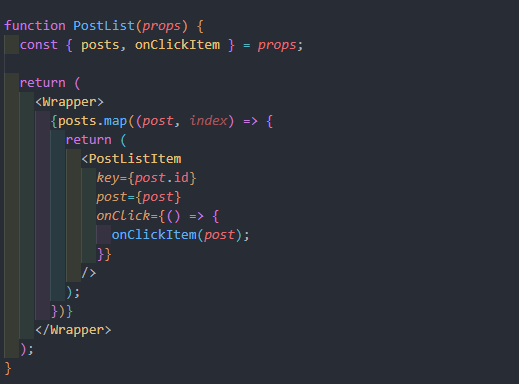 function PostList(props) {
const { posts, onClickItem } = props;
return (
<Wrapper>
{posts.map((post, index) => {
return (
<PostListItem
key={post.id}
post={post}
onClick={() => {
onClickItem(post);
}}
/>
);
})}
</Wrapper>
);
}